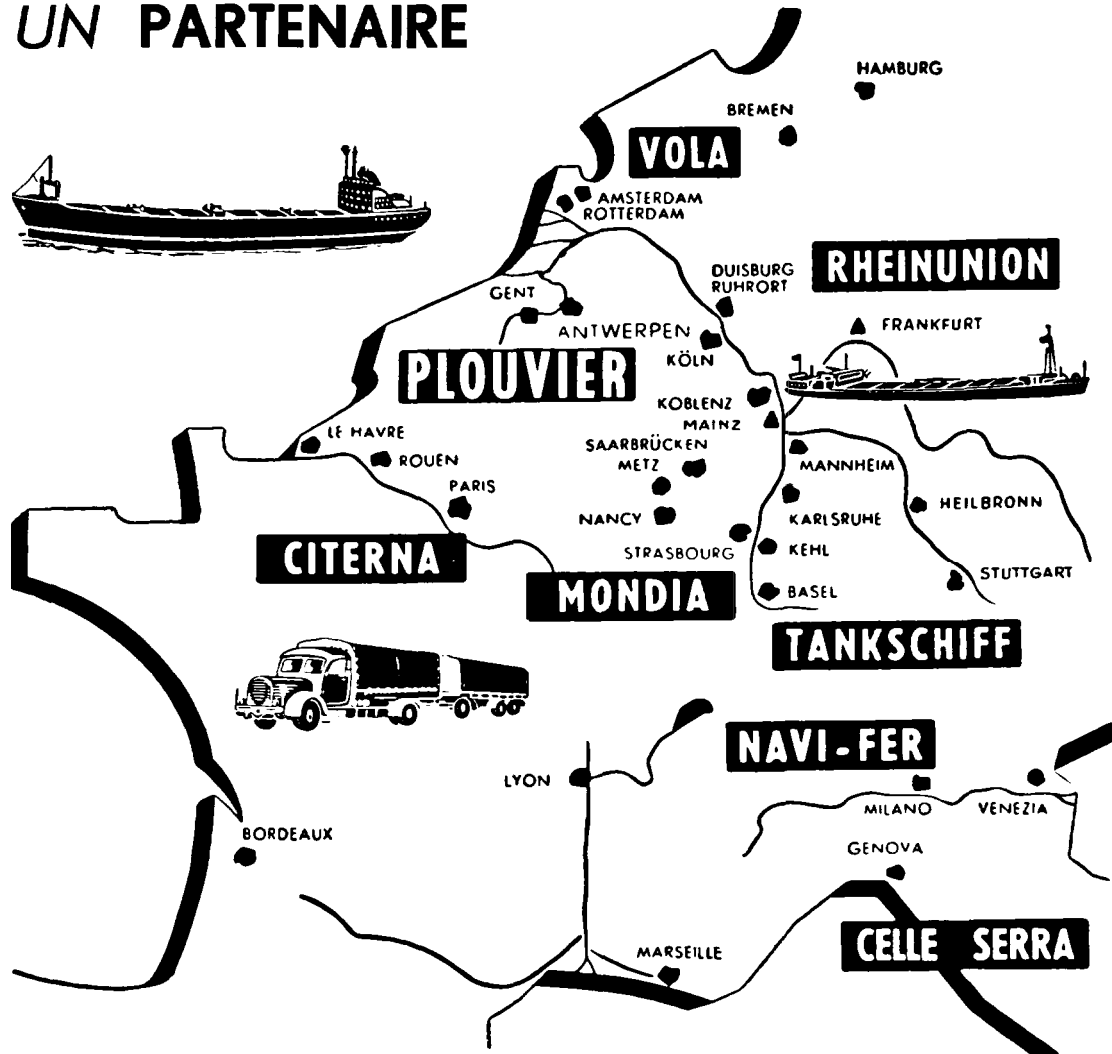 UN PARTENAIRE
HAMBURG
BREMEN
VOLA
AMSTERDAM
ROTTERDAM
RHEINUNION
DUISBURG
RUHRORT
GENT
FRANKFURT
ANTWERPEN
KÖLN
PLOUVIER
KOBLENZ
MAINZ
LE HAVRE
SAARBRÜCKEN
ROUEN
METZ
MANNHEIM
PARIS
HEILBRONN
NANCY
KARLSRUHE
STRASBOURG
KEHL
CITERNA
STUTTGART
MONDIA
BASEL
TANKSCHIFF
NAVI-FER
LYON
MILANO
VENEZIA
BORDEAUX
GENOVA
CELLE SERRA
MARSEILLE